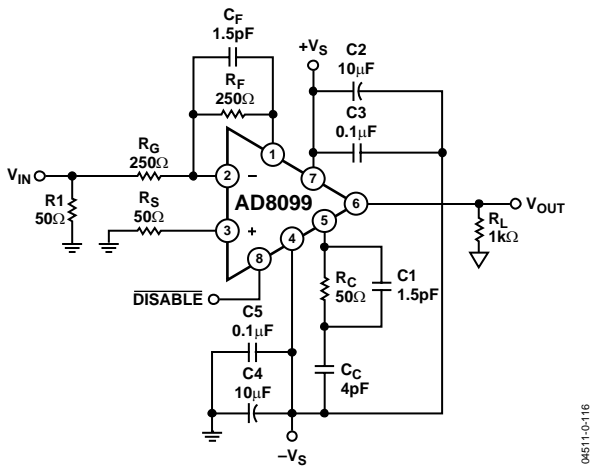 CF
1.5pF
RF
250Ω
+VS
C2
10µF
C3
0.1µF
RG
250Ω
VIN
R1
50Ω
RS
50Ω
1
2
–
3
+
AD8099
7
6
5
4
8
VOUT
RL
1kΩ
DISABLE
RC
50Ω
C1
1.5pF
C5
0.1µF
C4
10µF
CC
4pF
–VS
04511-0-116